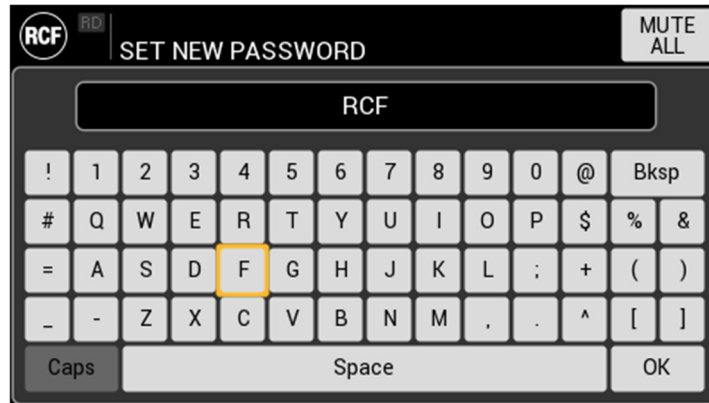 RCF RD SET NEW PASSWORD MUTE ALL
RCF
! 1 2 3 4 5 6 7 8 9 0 @ Bksp
# Q W E R T Y U I O P $ % &
= A S D F G H J K L ; + ( )
_ - Z X C V B N M , . ^ [ ]
Caps Space OK